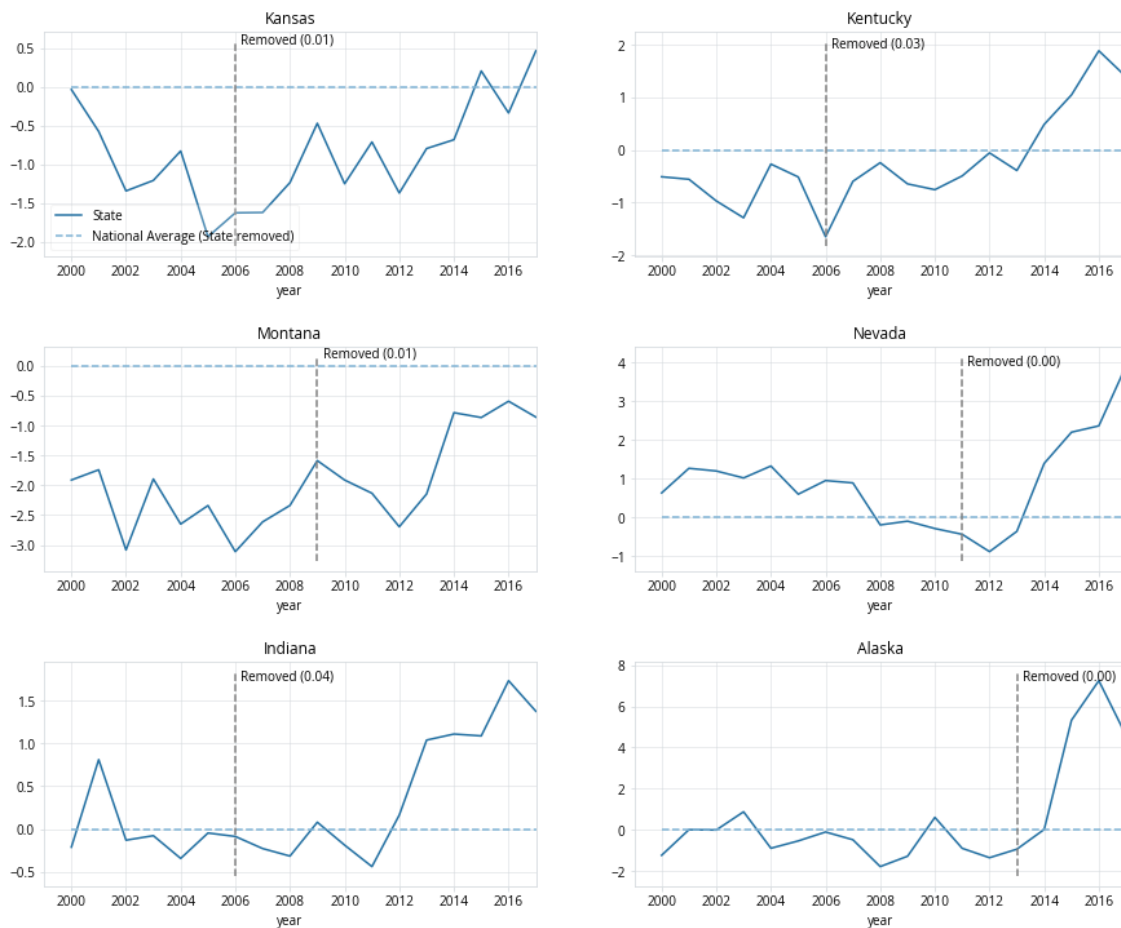 Kansas
Removed (0.01)
0.5
0.0
−0.5
−1.0
−1.5
−2.0
State
National Average (State removed)
2000 2002 2004 2006 2008 2010 2012 2014 2016
year
Kentucky
Removed (0.03)
2
1
0
−1
−2
2000 2002 2004 2006 2008 2010 2012 2014 2016
year
Montana
Removed (0.01)
0.0
−0.5
−1.0
−1.5
−2.0
−2.5
−3.0
2000 2002 2004 2006 2008 2010 2012 2014 2016
year
Nevada
Removed (0.00)
4
3
2
1
0
−1
2000 2002 2004 2006 2008 2010 2012 2014 2016
year
Indiana
Removed (0.04)
1.5
1.0
0.5
0.0
−0.5
2000 2002 2004 2006 2008 2010 2012 2014 2016
year
Alaska
Removed (0.00)
8
6
4
2
0
−2
2000 2002 2004 2006 2008 2010 2012 2014 2016
year